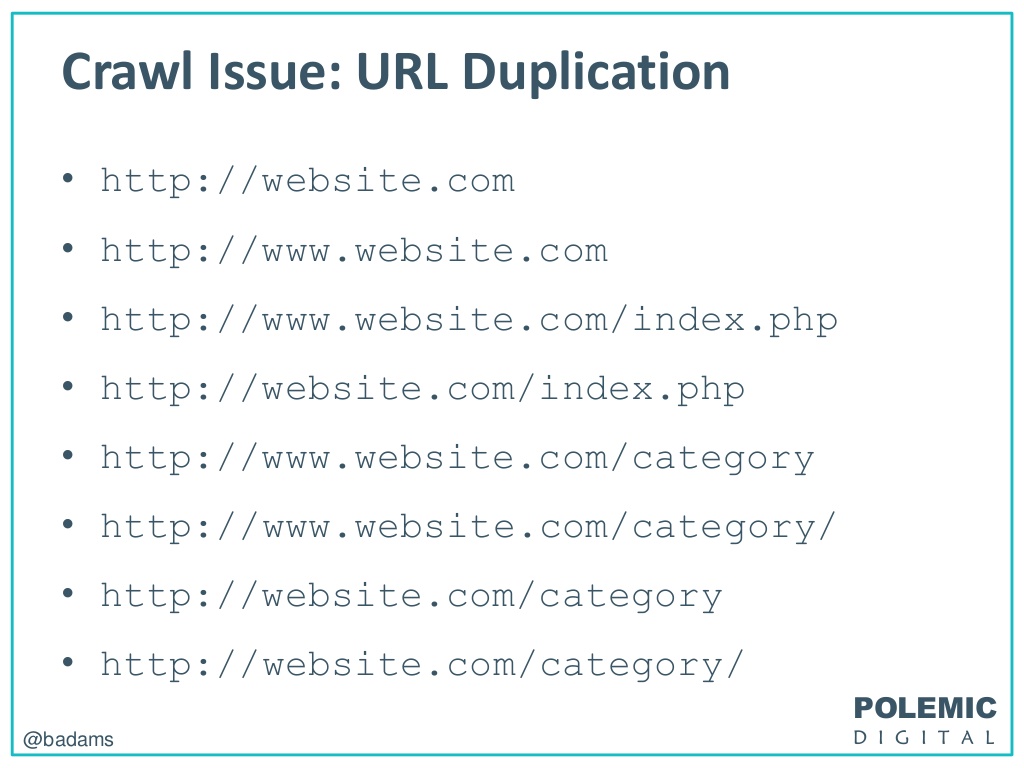 Crawl Issue: URL Duplication
• http://website.com
• http://www.website.com
• http://www.website.com/index.php
• http://website.com/index.php
• http://www.website.com/category
• http://www.website.com/category/
• http://website.com/category
• http://website.com/category/
POLEMIC
DIGITAL
@badams